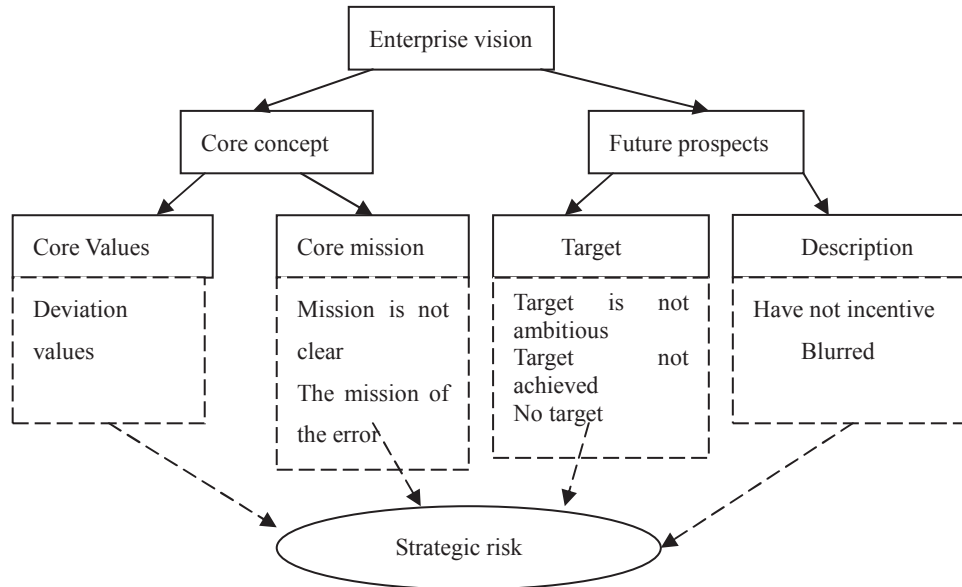 Enterprise vision
Core concept
Future prospects
Core Values
Core mission
Target
Description
Deviation
values
Mission is not
clear
The mission of
the error
Target is not
ambitious
Target not
achieved
No target
Have not incentive
Blurred
Strategic risk